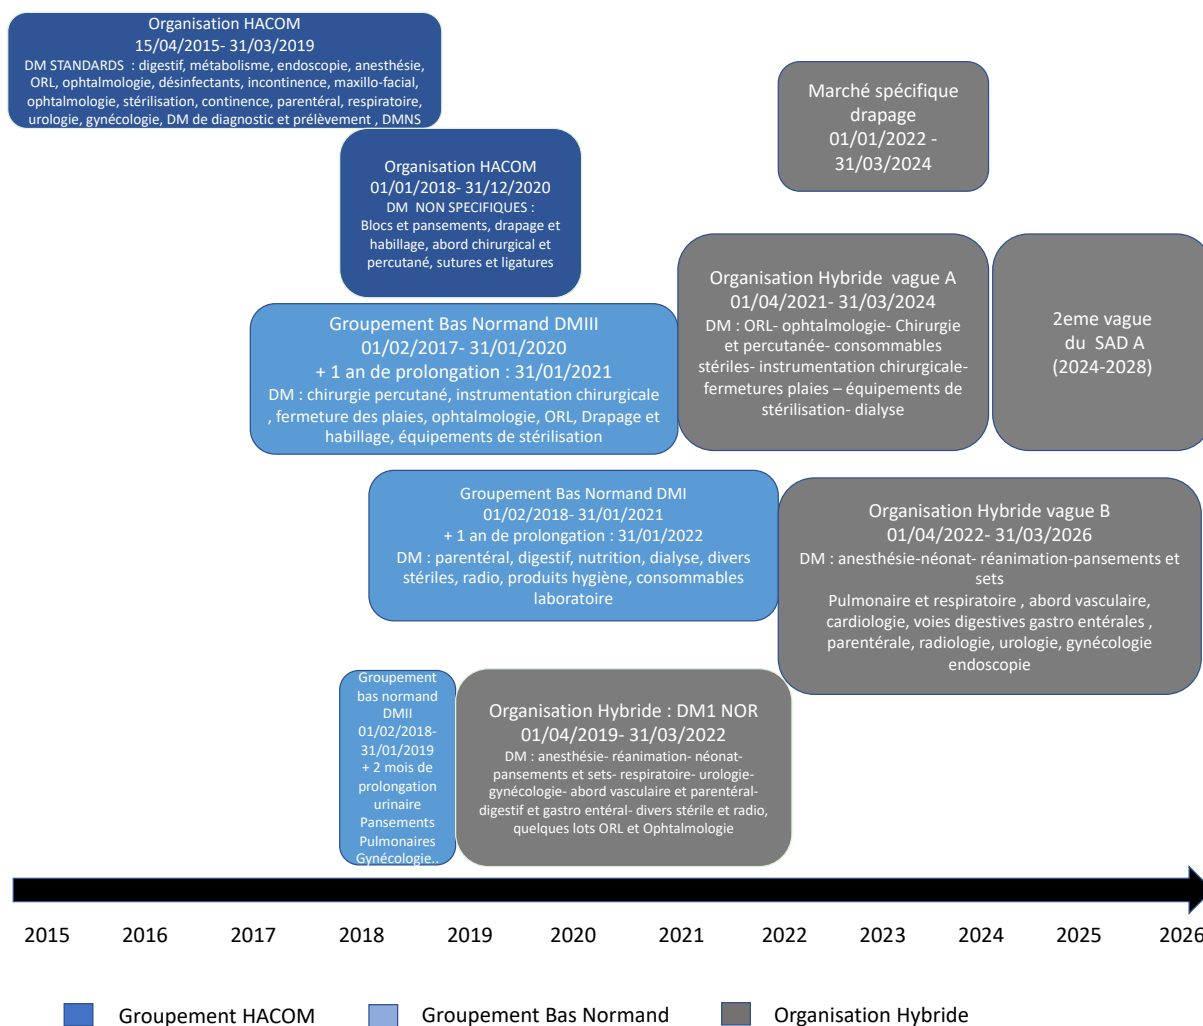 Organisation HACOM
15/04/2015- 31/03/2019
DM STANDARDS : digestif, métabolisme, endoscopie, anesthésie,
ORL, ophtalmologie, désinfectants, incontinence, maxillo-facial,
ophtalmologie, stérilisation, continence, parentéral, respiratoire,
urologie, gynécologie, DM de diagnostic et prélèvement , DMNS
Marché spécifique
drapage
01/01/2022 -
31/03/2024
Organisation HACOM
01/01/2018- 31/12/2020
DM NON SPECIFIQUES :
Blocs et pansements, drapage et
habillage, abord chirurgical et
percutané, sutures et ligatures
Organisation Hybride vague A
01/04/2021- 31/03/2024
DM : ORL- ophtalmologie- Chirurgie
et percutanée- consommables
stériles- instrumentation chirurgicale-
fermetures plaies – équipements de
stérilisation- dialyse
2eme vague
du SAD A
(2024-2028)
Groupement Bas Normand DMIII
01/02/2017- 31/01/2020
+ 1 an de prolongation : 31/01/2021
DM : chirurgie percutané, instrumentation chirurgicale
, fermeture des plaies, ophtalmologie, ORL, Drapage et
habillage, équipements de stérilisation
Groupement Bas Normand DMI
01/02/2018- 31/01/2021
+ 1 an de prolongation : 31/01/2022
DM : parentéral, digestif, nutrition, dialyse, divers
stériles, radio, produits hygiène, consommables
laboratoire
Organisation Hybride vague B
01/04/2022- 31/03/2026
DM : anesthésie-néonat- réanimation-pansements et
sets
Pulmonaire et respiratoire , abord vasculaire,
cardiologie, voies digestives gastro entérales ,
parentérale, radiologie, urologie, gynécologie
endoscopie
Groupement
bas normand
DMII
01/02/2018-
31/01/2019
+ 2 mois de
prolongation
urinaire
Pansements
Pulmonaires
Gynécologie..
Organisation Hybride : DM1 NOR
01/04/2019- 31/03/2022
DM : anesthésie- réanimation- néonat-
pansements et sets- respiratoire- urologie-
gynécologie- abord vasculaire et parentéral-
digestif et gastro entéral- divers stérile et radio,
quelques lots ORL et Ophtalmologie
2015 2016 2017 2018 2019 2020 2021 2022 2023 2024 2025 2026
Groupement HACOM Groupement Bas Normand Organisation Hybride